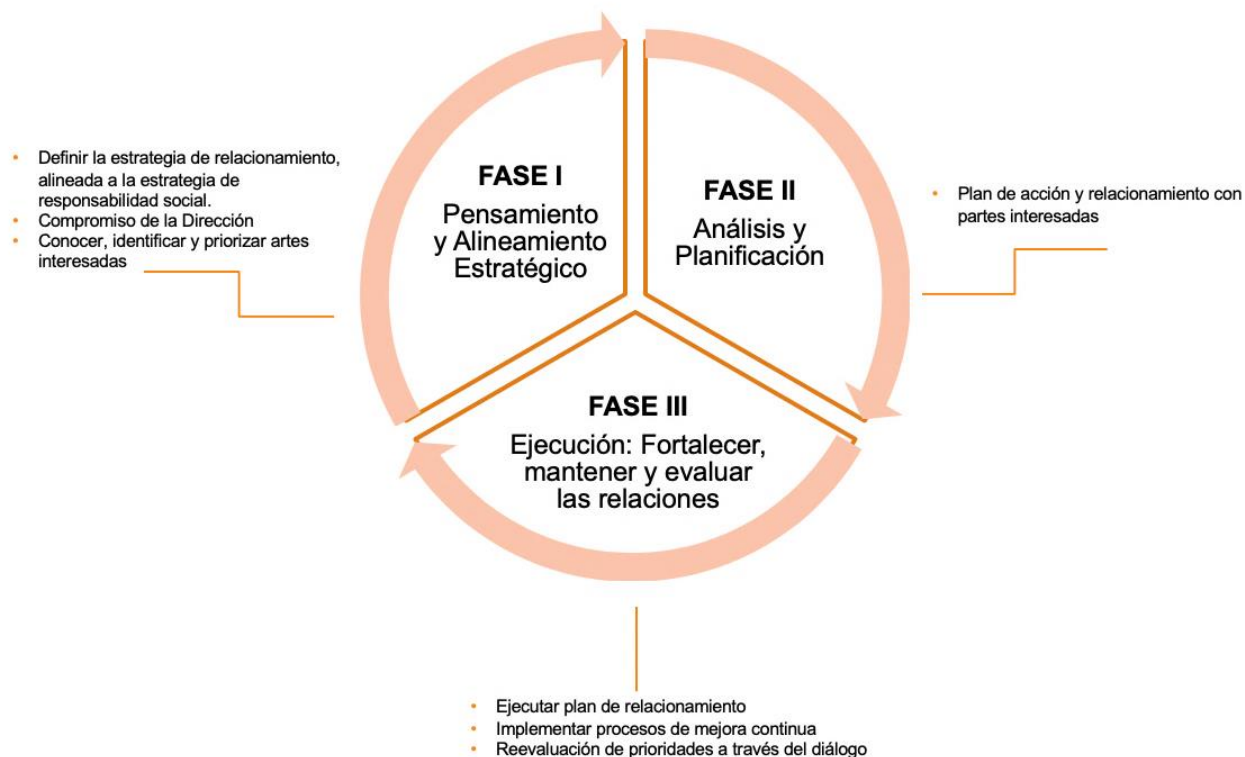 • Definir la estrategia de relacionamiento,
alineada a la estrategia de
responsabilidad social.
• Compromiso de la Dirección
• Conocer, identificar y priorizar artes
interesadas
FASE I
Pensamiento
y Alineamiento
Estratégico
FASE II
Análisis y
Planificación
• Plan de acción y relacionamiento con
partes interesadas
FASE III
Ejecución: Fortalecer,
mantener y evaluar
las relaciones
• Ejecutar plan de relacionamiento
• Implementar procesos de mejora continua
• Reevaluación de prioridades a través del diálogo